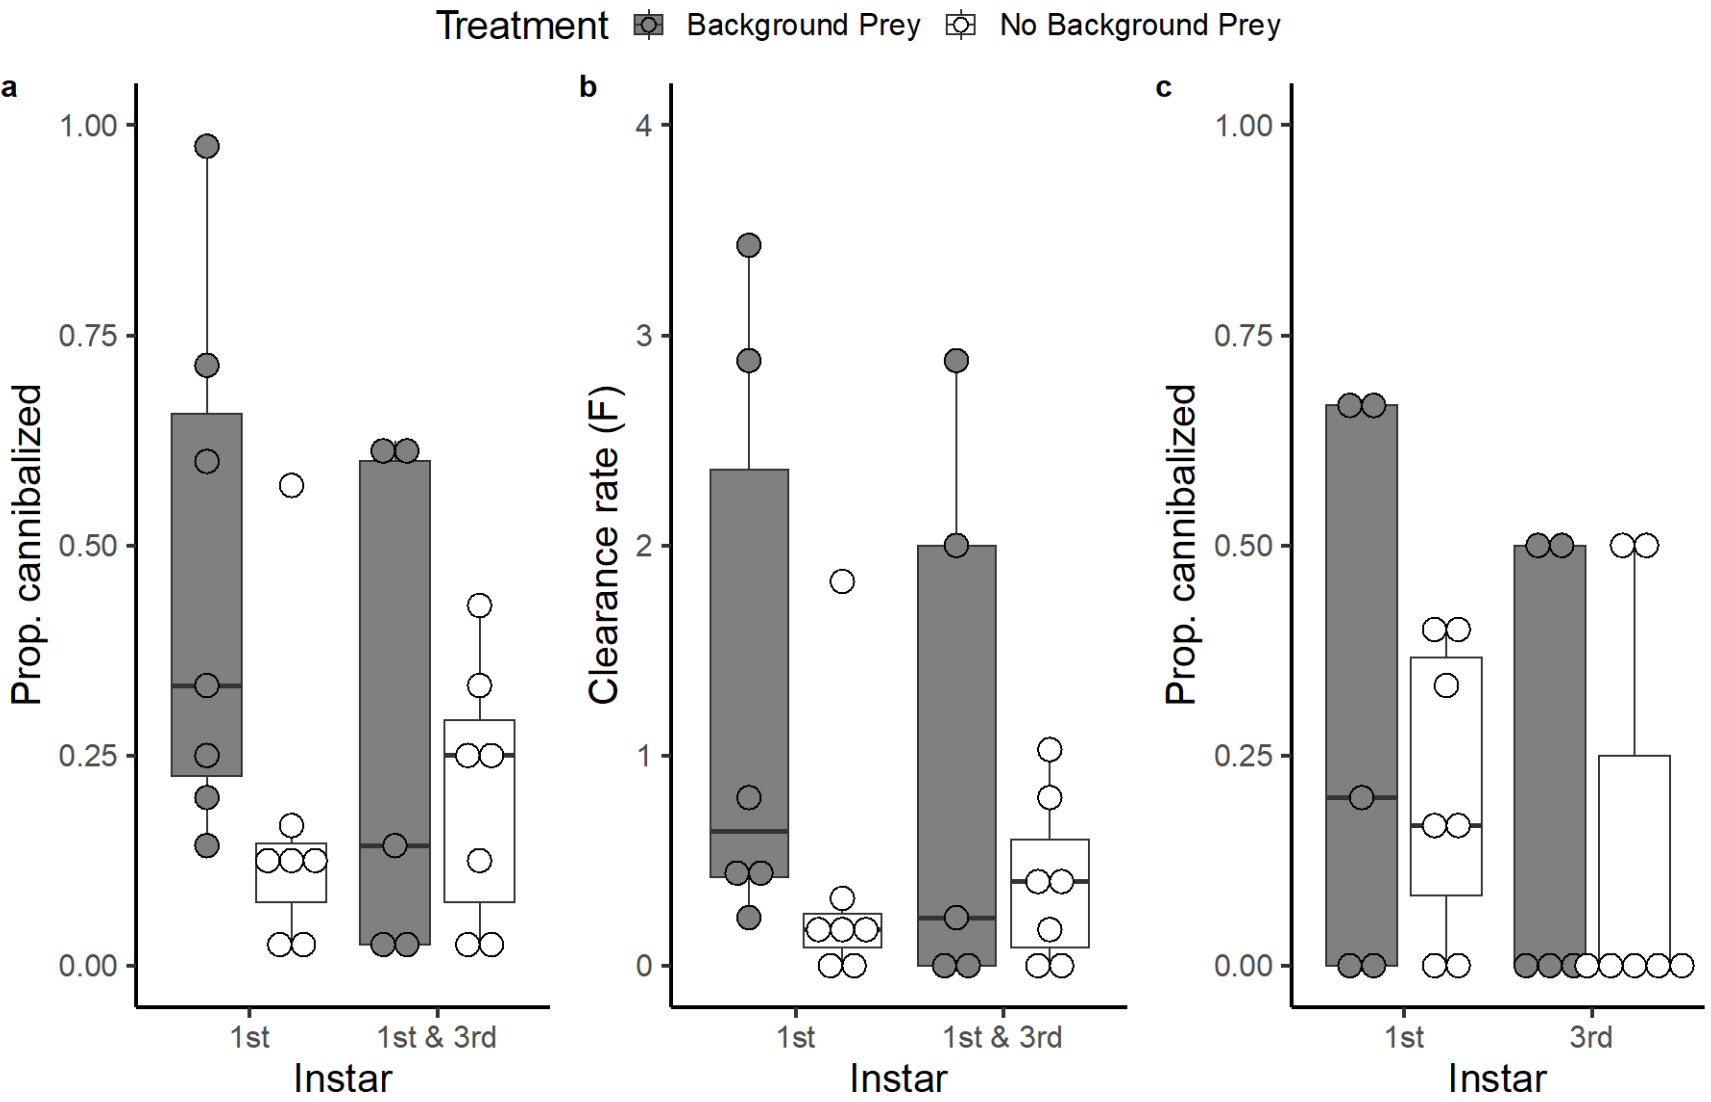 Treatment Background Prey No Background Prey
a
Prop. cannibalized
1.00
0.75
0.50
0.25
0.00
1st 1st & 3rd
Instar
b
Clearance rate (F)
4
3
2
1
0
1st 1st & 3rd
Instar
c
Prop. cannibalized
1.00
0.75
0.50
0.25
0.00
1st 3rd
Instar